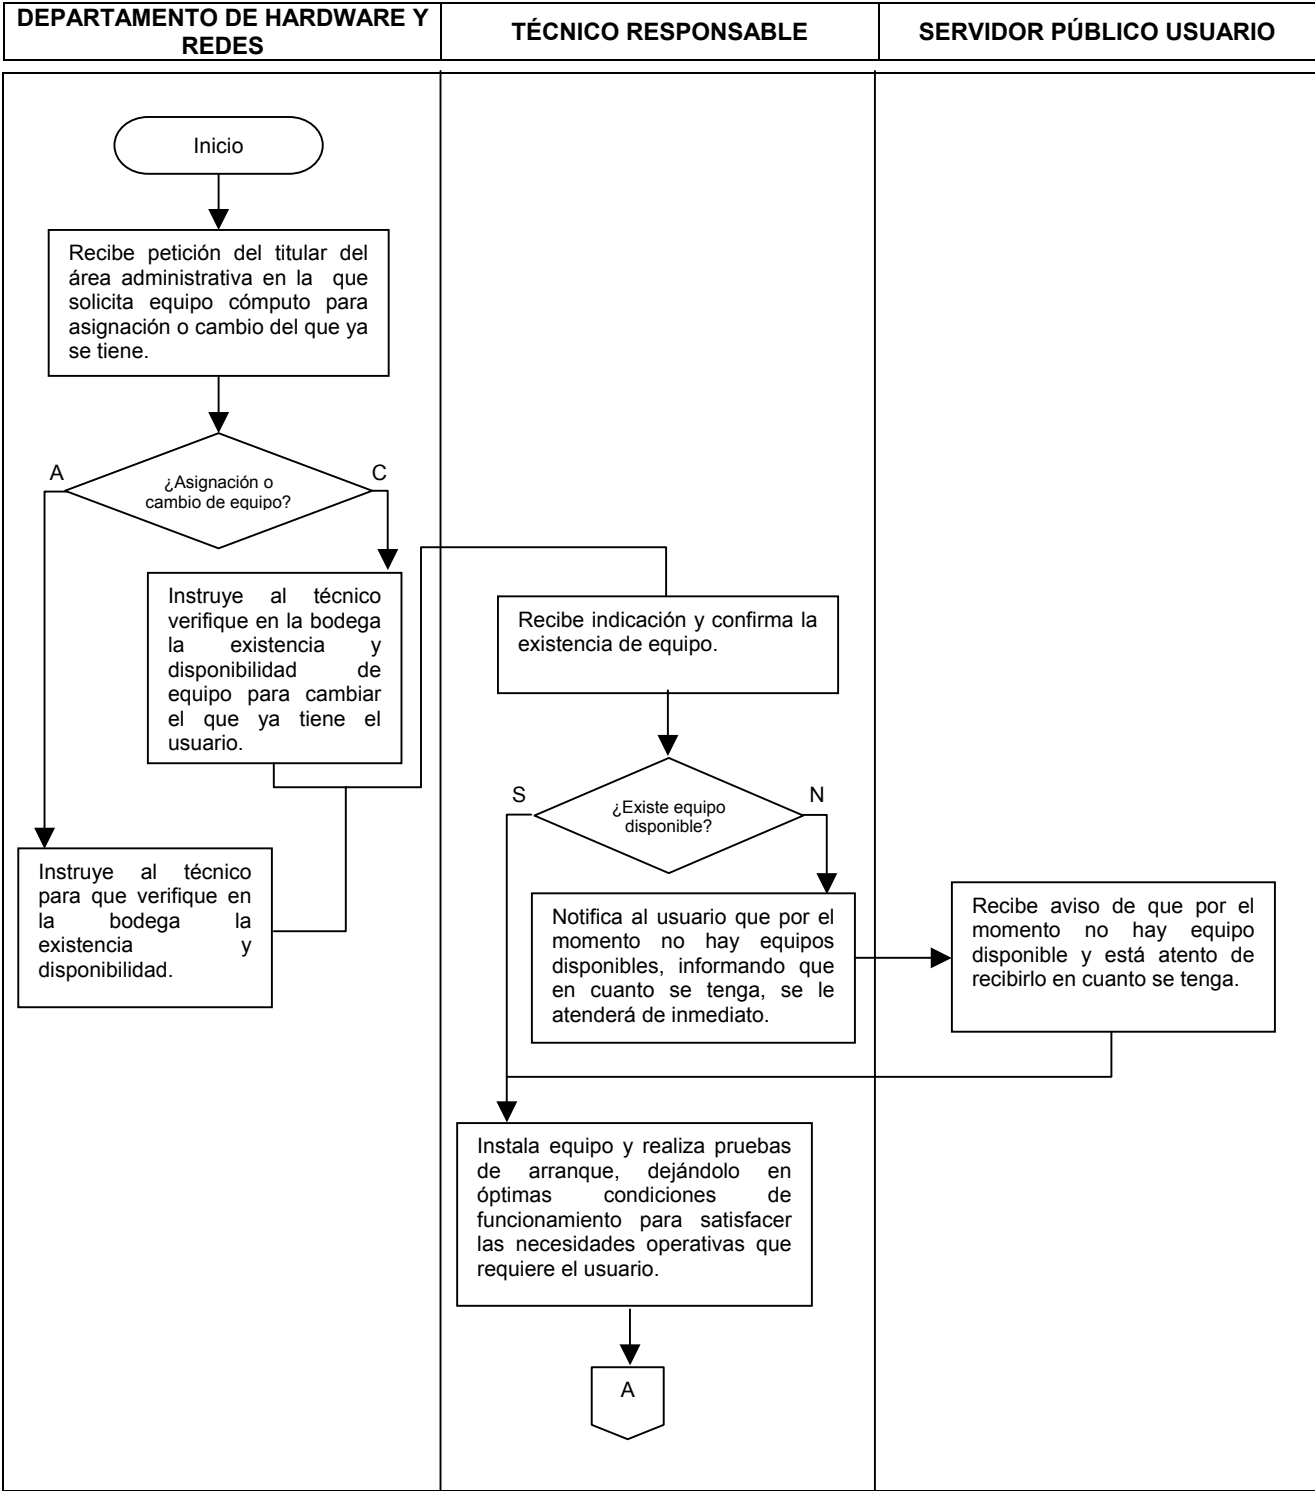 DEPARTAMENTO DE HARDWARE Y
REDES
TÉCNICO RESPONSABLE
SERVIDOR PÚBLICO USUARIO
Inicio
Recibe petición del titular del
área administrativa en la que
solicita equipo cómputo para
asignación o cambio del que ya
se tiene.
A
¿Asignación o
cambio de equipo?
C
Instruye al técnico
verifique en la bodega
la existencia y
disponibilidad de
equipo para cambiar
el que ya tiene el
usuario.
Recibe indicación y confirma la
existencia de equipo.
S
¿Existe equipo
disponible?
N
Instruye al técnico
para que verifique en
la bodega la
existencia y
disponibilidad.
Notifica al usuario que por el
momento no hay equipos
disponibles, informando que
en cuanto se tenga, se le
atenderá de inmediato.
Recibe aviso de que por el
momento no hay equipo
disponible y está atento de
recibirlo en cuanto se tenga.
Instala equipo y realiza pruebas
de arranque, dejándolo en
óptimas condiciones de
funcionamiento para satisfacer
las necesidades operativas que
requiere el usuario.
A